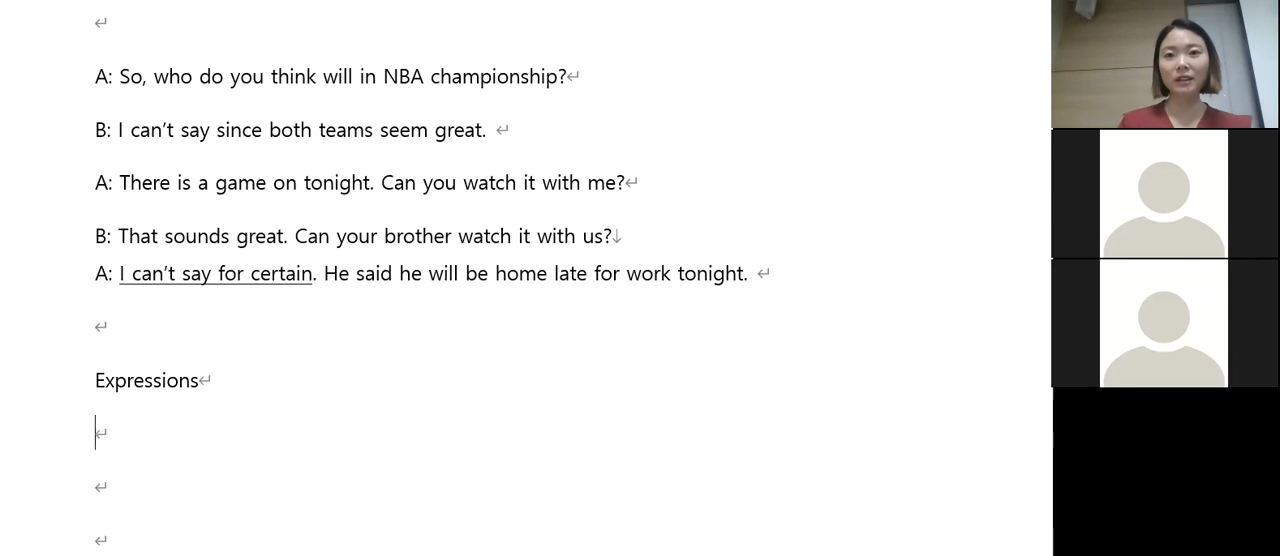 A: So, who do you think will in NBA championship?
B: I can't say since both teams seem great.
A: There is a game on tonight. Can you watch it with me?
B: That sounds great. Can your brother watch it with us?
A: I can't say for certain. He said he will be home late for work tonight.
Expressions